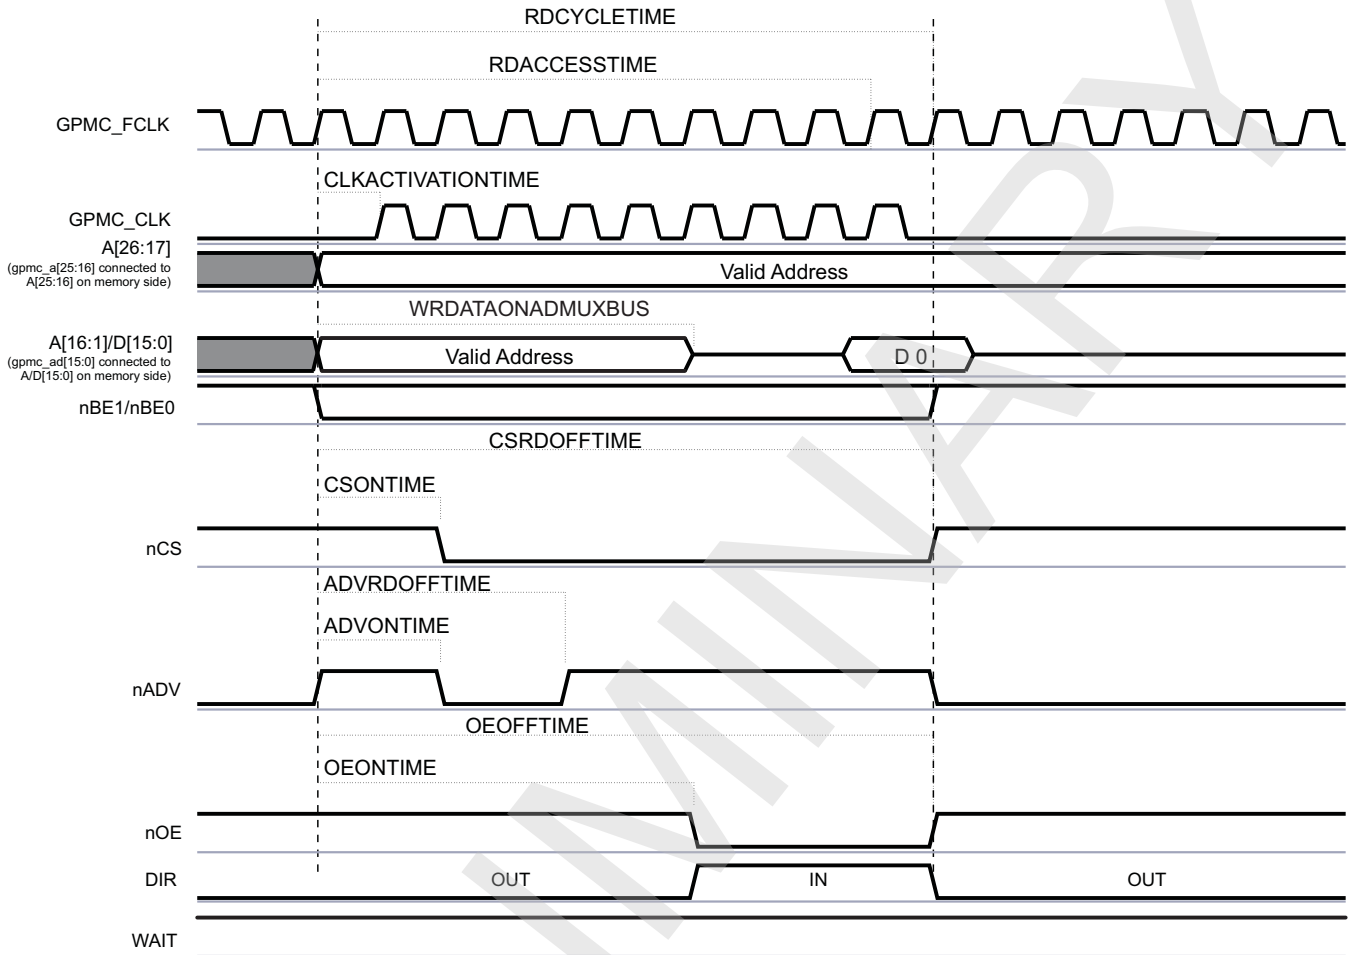 RDCYCLETIME
RDACCESSTIME
GPMC_FCLK
CLKACTIVATIONTIME
GPMC_CLK
A[26:17]
(gpmc_a[25:16] connected to
A[25:16] on memory side)
Valid Address
WRDATAONADMUXBUS
A[16:1]/D[15:0]
(gpmc_ad[15:0] connected to
A/D[15:0] on memory side)
Valid Address
D 0
nBE1/nBE0
CSRDOFFTIME
CSONTIME
nCS
ADVRDOFFTIME
ADVONTIME
nADV
OEOFFTIME
OEONTIME
nOE
DIR
OUT
IN
OUT
WAIT
IMINARY